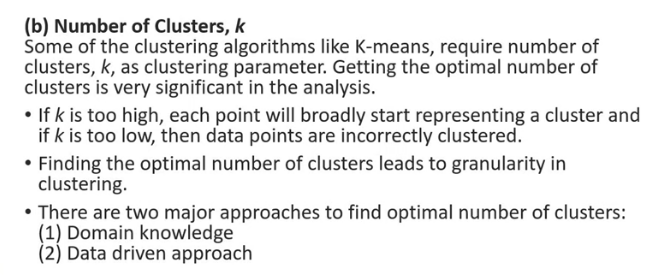 (b) Number of Clusters, k
Some of the clustering algorithms like K-means, require number of
clusters, k, as clustering parameter. Getting the optimal number of
clusters is very significant in the analysis.
• If k is too high, each point will broadly start representing a cluster and
if k is too low, then data points are incorrectly clustered.
• Finding the optimal number of clusters leads to granularity in
clustering.
• There are two major approaches to find optimal number of clusters:
(1) Domain knowledge
(2) Data driven approach